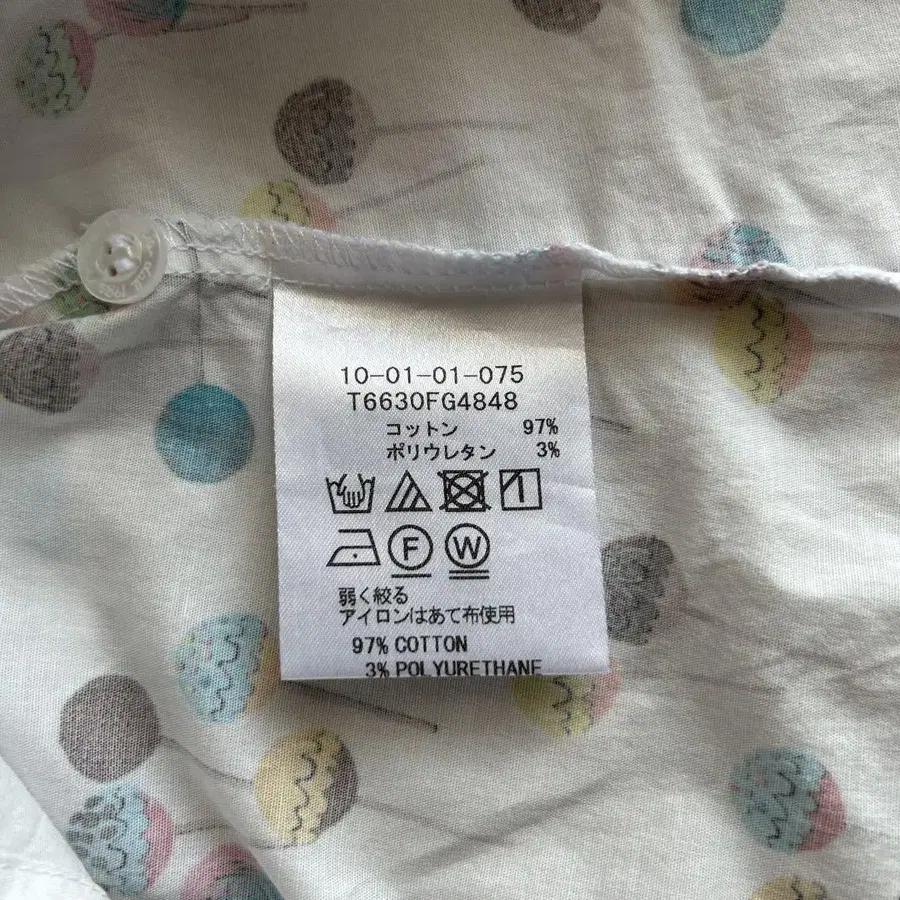 10-01-01-075
T6630FG4848
コットン 97%
ポリウレタン 3%
F W
弱く絞る
アイロンはあて布使用
97% COTTON
3% POLYURETHANE